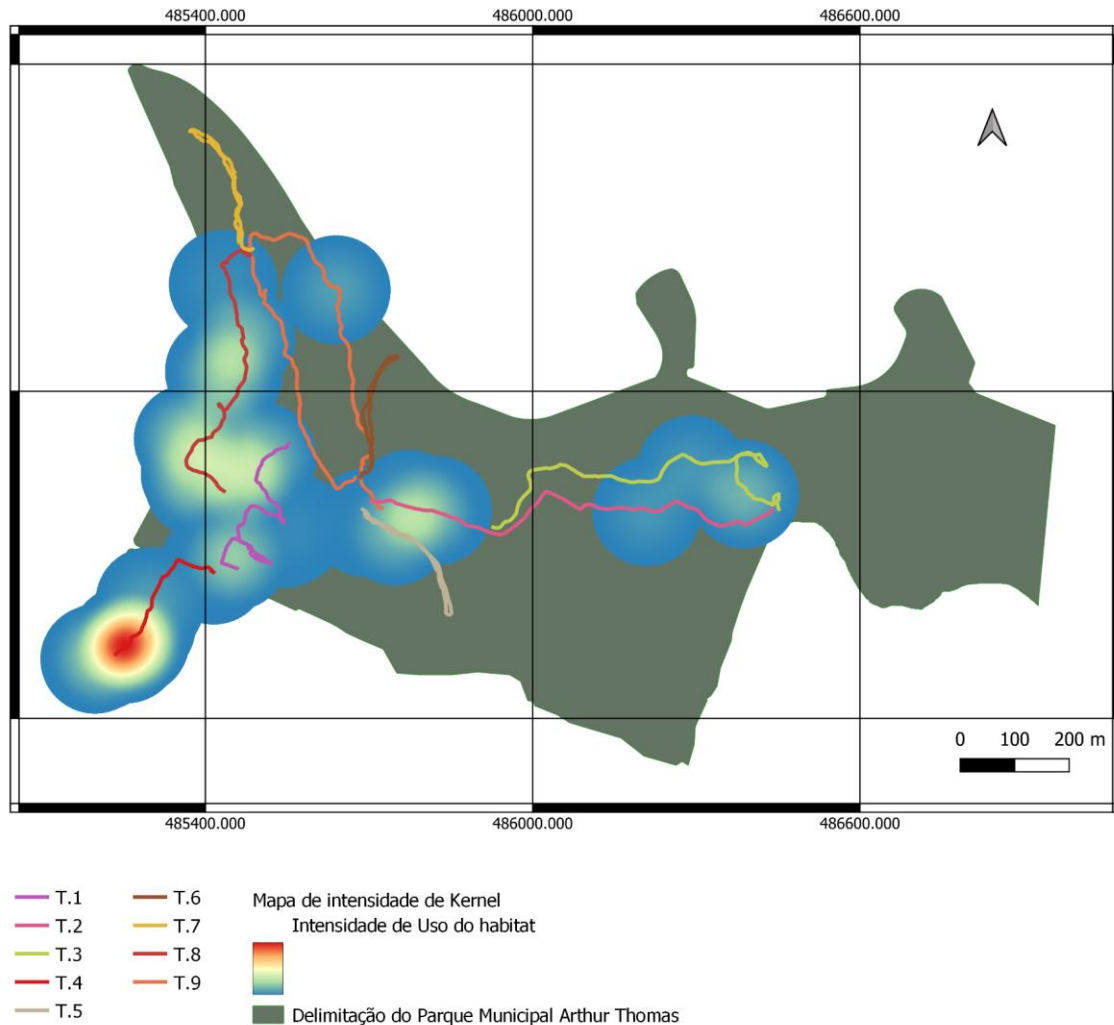 485400.000 486000.000 486600.000
0 100 200 m
485400.000 486000.000 486600.000
T.1 T.6
T.2 T.7
T.3 T.8
T.4 T.9
T.5
Mapa de intensidade de Kernel
Intensidade de Uso do habitat
Delimitação do Parque Municipal Arthur Thomas